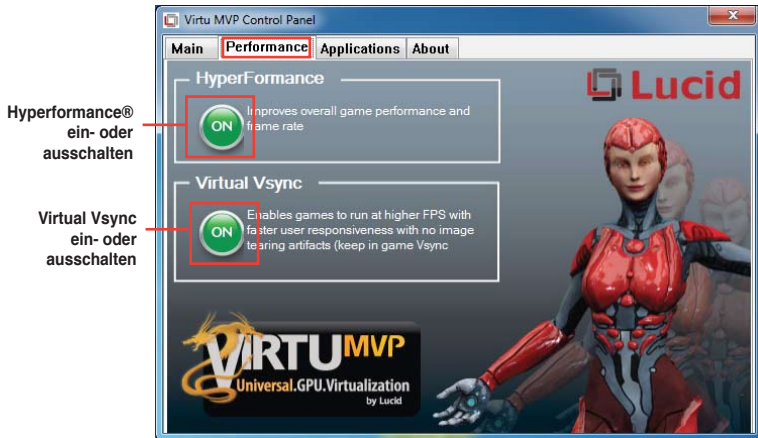 Virtu MVP Control Panel
Main Performance Applications About
HyperFormance
Lucid
Hyperformance®
ein- oder
ausschalten
ON
Improves overall game performance and
frame rate
Virtual Vsync
Virtual Vsync
ein- oder
ausschalten
ON
Enables games to run at higher FPS with
faster user responsiveness with no image
tearing artifacts (keep in game Vsync
VIRTU MVP
Universal.GPU.Virtualization
by Lucid